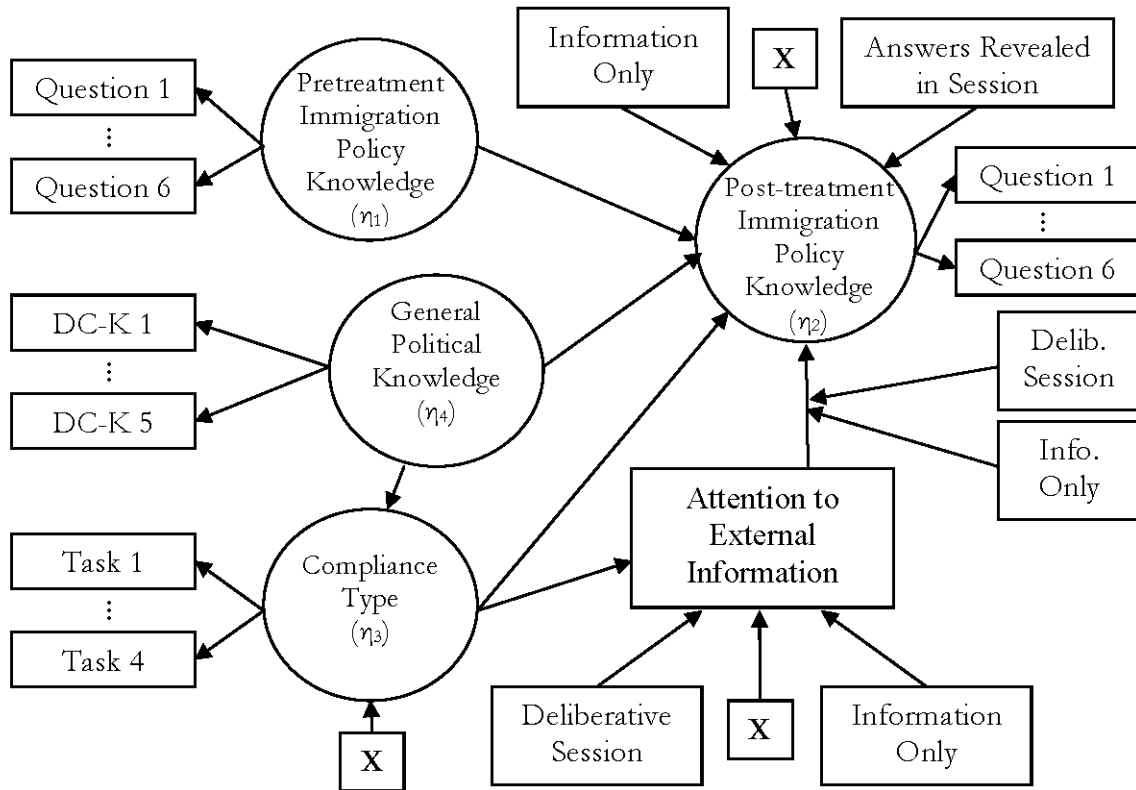 Information
Only
X
Answers Revealed
in Session
Question 1
⋮
Question 6
Pretreatment
Immigration
Policy
Knowledge
(η1)
Post-treatment
Immigration
Policy
Knowledge
(η2)
Question 1
⋮
Question 6
DC-K 1
⋮
DC-K 5
General
Political
Knowledge
(η4)
Delib.
Session
Info.
Only
Task 1
⋮
Task 4
Compliance
Type
(η3)
Attention to
External
Information
X
Deliberative
Session
X
Information
Only